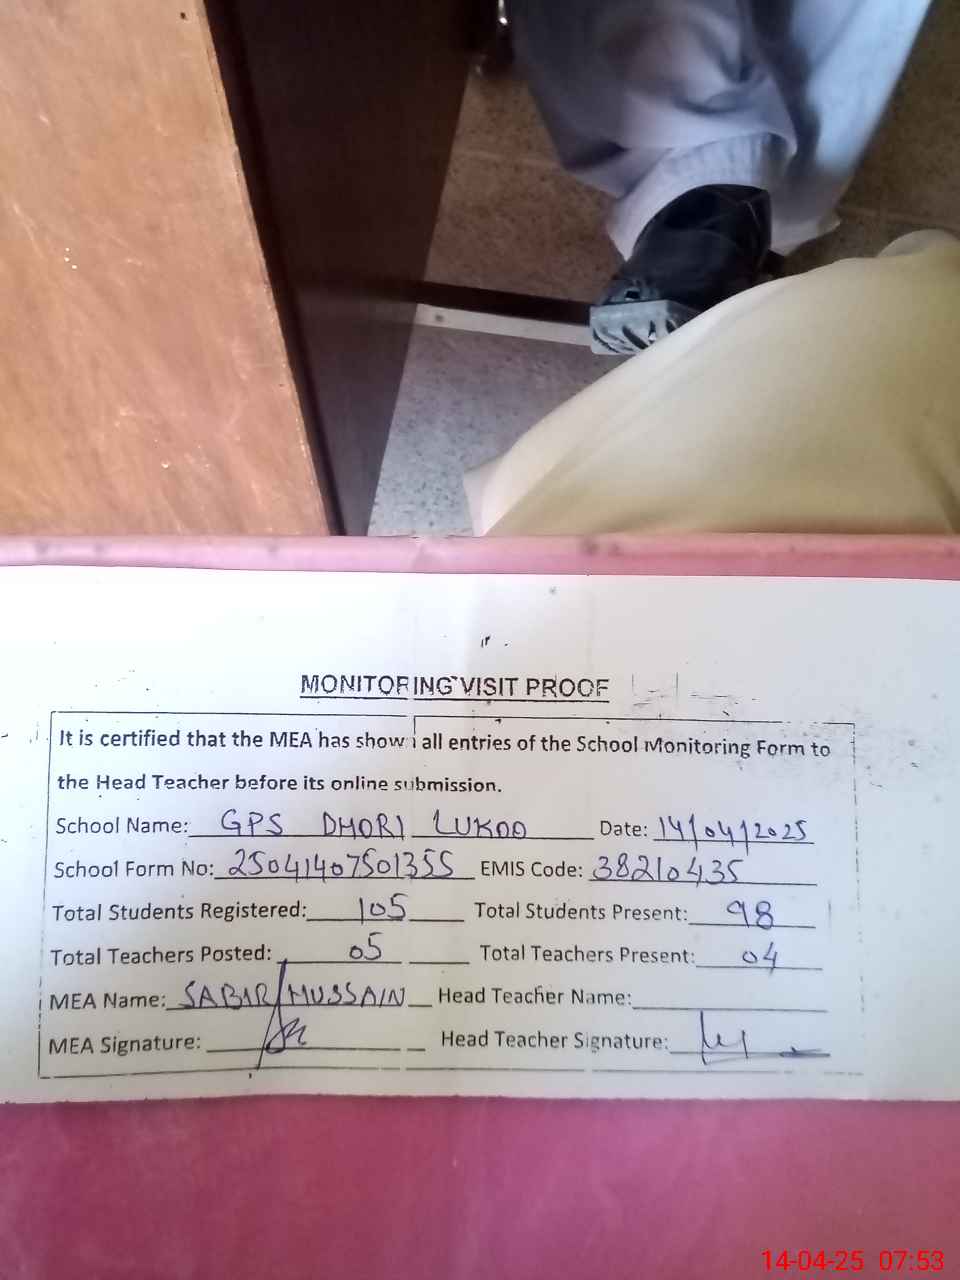 MONITORING VISIT PROOF
It is certified that the MEA has shown all entries of the School Monitoring Form to
the Head Teacher before its online submission.
School Name: GPS DHORI LUKOO Date: 14/04/2025
School Form No: 25041407501355 EMIS Code: 38210435
Total Students Registered: 105 Total Students Present: 98
Total Teachers Posted: 05 Total Teachers Present: 04
MEA Name: SABIR HUSSAIN Head Teacher Name:
MEA Signature: Head Teacher Signature:
14-04-25 07:53